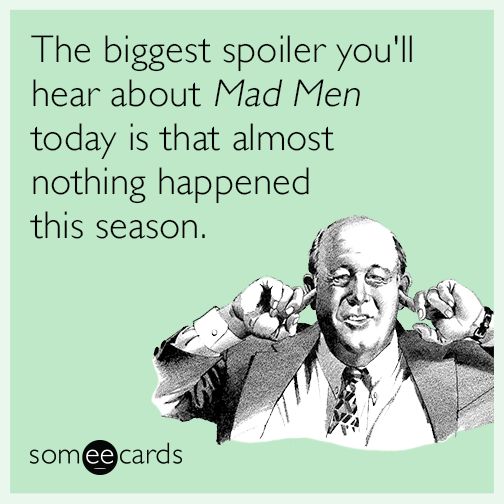 The biggest spoiler you'll
hear about Mad Men
today is that almost
nothing happened
this season.
someecards